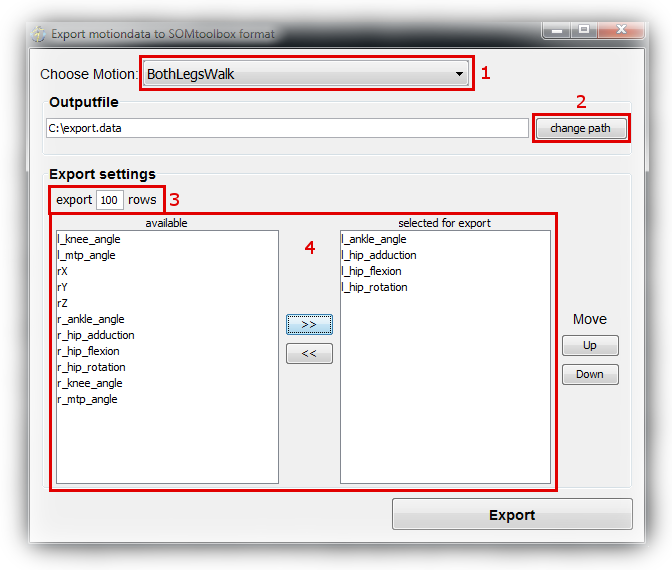 Export motiondata to SOMtoolbox format
Choose Motion: BothLegsWalk 1
Outputfile
2
C:\export.data change path
Export settings
export 100 rows 3
available selected for export
4
l_knee_angle l_ankle_angle
l_mtp_angle l_hip_adduction
rX l_hip_flexion
rY l_hip_rotation
rZ
r_ankle_angle
r_hip_adduction
r_hip_flexion
r_hip_rotation
r_knee_angle
r_mtp_angle
>>
<<
Move
Up
Down
Export